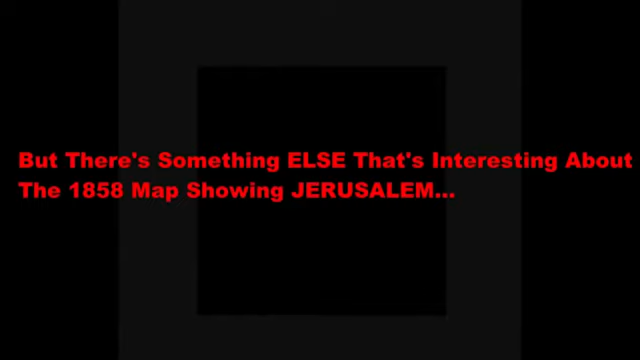 But There's Something ELSE That's Interesting About
The 1858 Map Showing JERUSALEM...